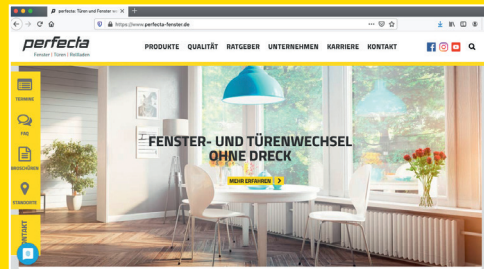 perfecta: Türen und Fenster vo
https://www.perfecta-fenster.de
perfecta
Fenster | Türen | Rollladen
PRODUKTE QUALITÄT RATGEBER UNTERNEHMEN KARRIERE KONTAKT
TERMINE
FAQ
BROSCHÜREN
STANDORTE
KONTAKT
FENSTER- UND TÜRENWECHSEL
OHNE DRECK
MEHR ERFAHREN